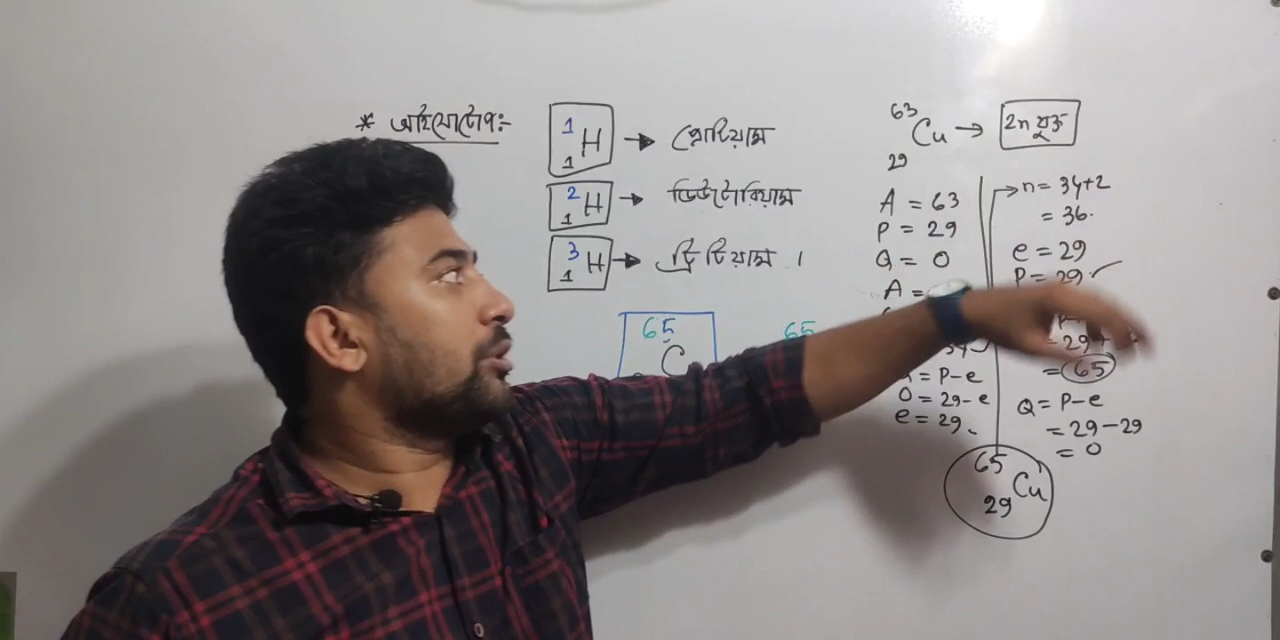 * আইসোটোপ:-
1
1 H → প্রোটিয়াম
2
1 H → ডিউটেরিয়াম
3
1 H → ট্রিটিয়াম ।
65
C
65
63
29 Cu → 2n যুক্ত
A = 63
P = 29
Q = 0
A =
= P-e
0 = 29-e
e = 29
n = 34+2
= 36.
e = 29
P = 29 ✓
= 65
Q = P-e
= 29-29
= 0
65
29 Cu